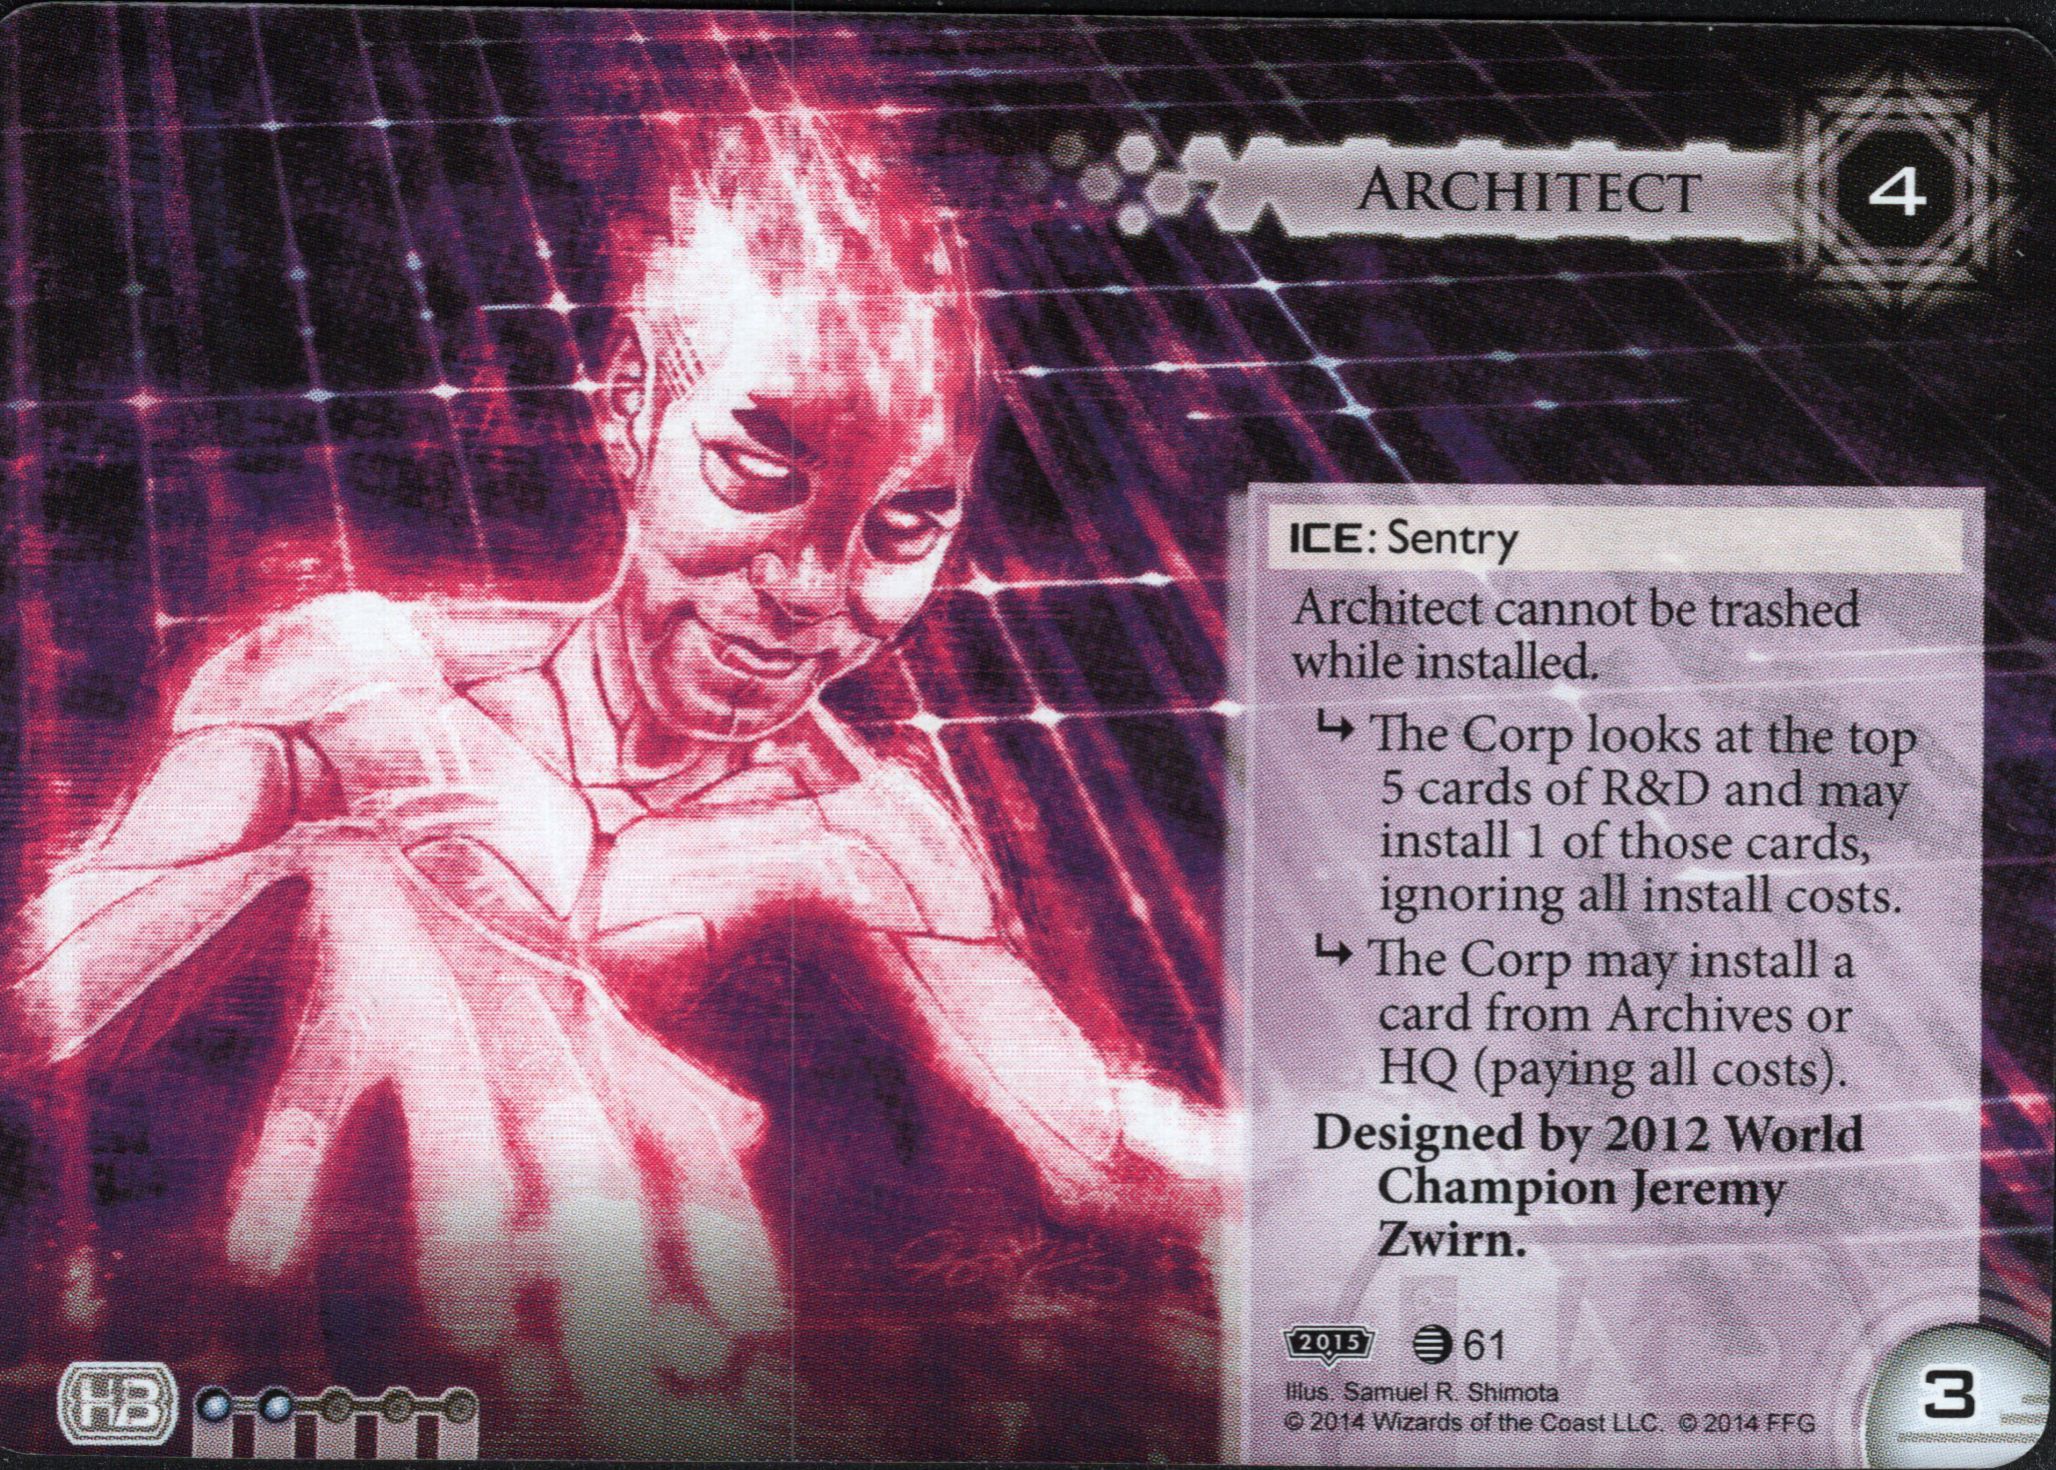 ARCHITECT
4
ICE: Sentry
Architect cannot be trashed
while installed.
↳ The Corp looks at the top
5 cards of R&D and may
install 1 of those cards,
ignoring all install costs.
↳ The Corp may install a
card from Archives or
HQ (paying all costs).
Designed by 2012 World
Champion Jeremy
Zwirn.
2015 61
Illus. Samuel R. Shimota
© 2014 Wizards of the Coast LLC. © 2014 FFG
HB
3